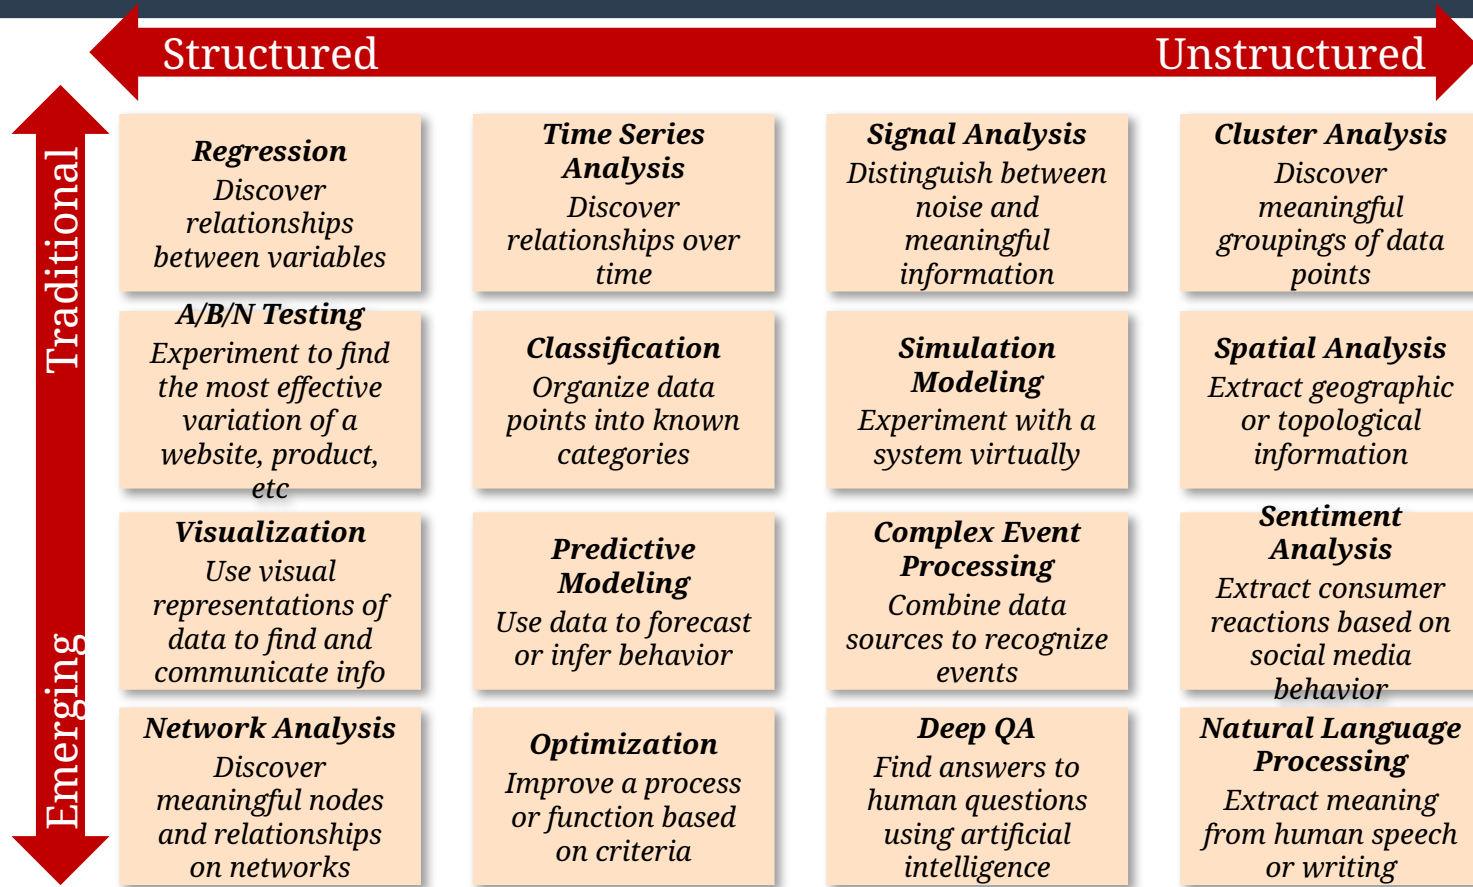 Structured
Unstructured
Traditional
Emerging
Regression
Discover
relationships
between variables
Time Series
Analysis
Discover
relationships over
time
Signal Analysis
Distinguish between
noise and
meaningful
information
Cluster Analysis
Discover
meaningful
groupings of data
points
A/B/N Testing
Experiment to find
the most effective
variation of a
website, product,
etc
Classification
Organize data
points into known
categories
Simulation
Modeling
Experiment with a
system virtually
Spatial Analysis
Extract geographic
or topological
information
Visualization
Use visual
representations of
data to find and
communicate info
Predictive
Modeling
Use data to forecast
or infer behavior
Complex Event
Processing
Combine data
sources to recognize
events
Sentiment
Analysis
Extract consumer
reactions based on
social media
behavior
Network Analysis
Discover
meaningful nodes
and relationships
on networks
Optimization
Improve a process
or function based
on criteria
Deep QA
Find answers to
human questions
using artificial
intelligence
Natural Language
Processing
Extract meaning
from human speech
or writing